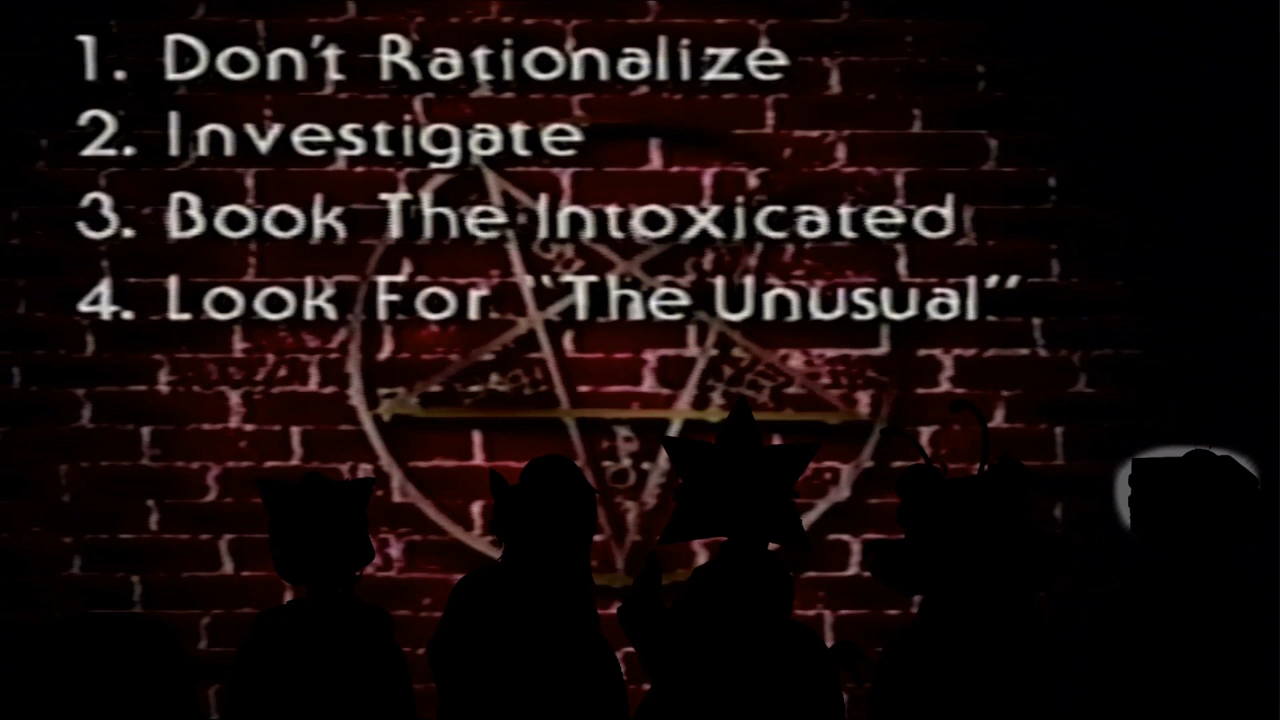 1. Don't Rationalize
2. Investigate
3. Book The Intoxicated
4. Look For "The Unusual"